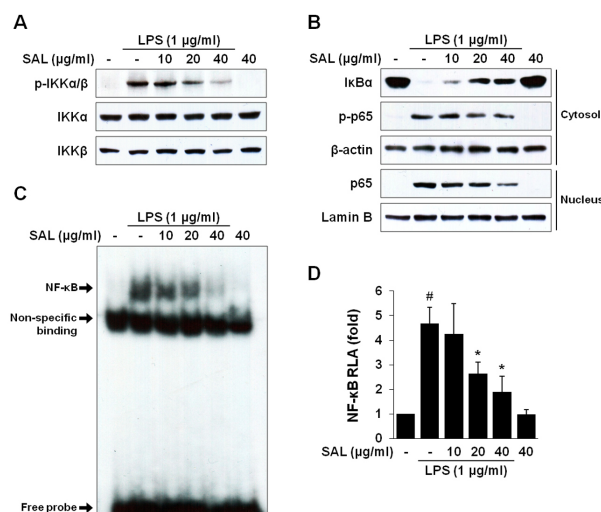 A
LPS (1 µg/ml)
SAL (µg/ml) - - 10 20 40 40
p-IKKα/β
IKKα
IKKβ
B
LPS (1 µg/ml)
SAL (µg/ml) - - 10 20 40 40
IκBα
p-p65
β-actin
Cytosol
p65
Lamin B
Nucleus
C
LPS (1 µg/ml)
SAL (µg/ml) - - 10 20 40 40
NF-κB
Non-specific
binding
Free probe
D
NF-κB RLA (fold)
6
5
4
3
2
1
0
#
*
*
SAL (µg/ml) - - 10 20 40 40
LPS (1 µg/ml)